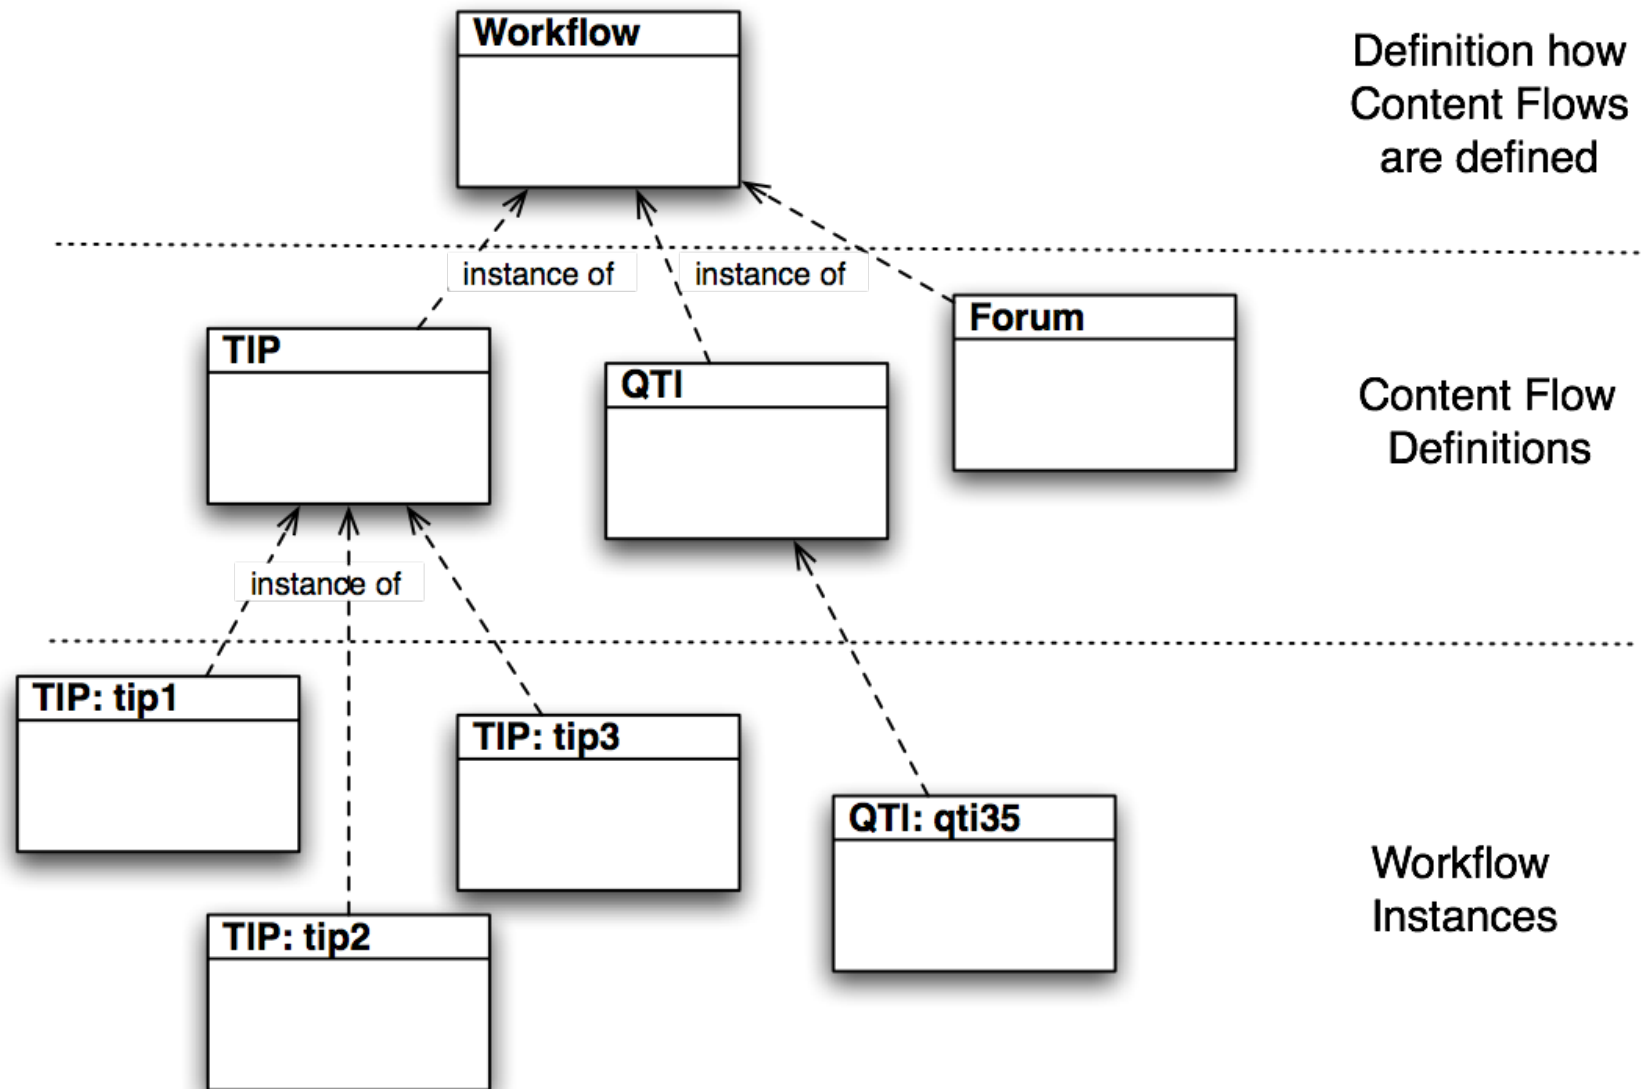 Workflow
Definition how
Content Flows
are defined
instance of
instance of
TIP
QTI
Forum
Content Flow
Definitions
instance of
TIP: tip1
TIP: tip3
QTI: qti35
TIP: tip2
Workflow
Instances